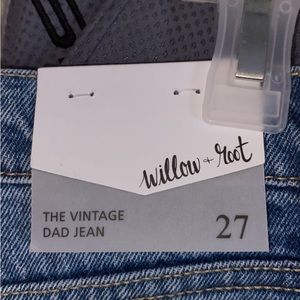 willow + root
THE VINTAGE
DAD JEAN
27